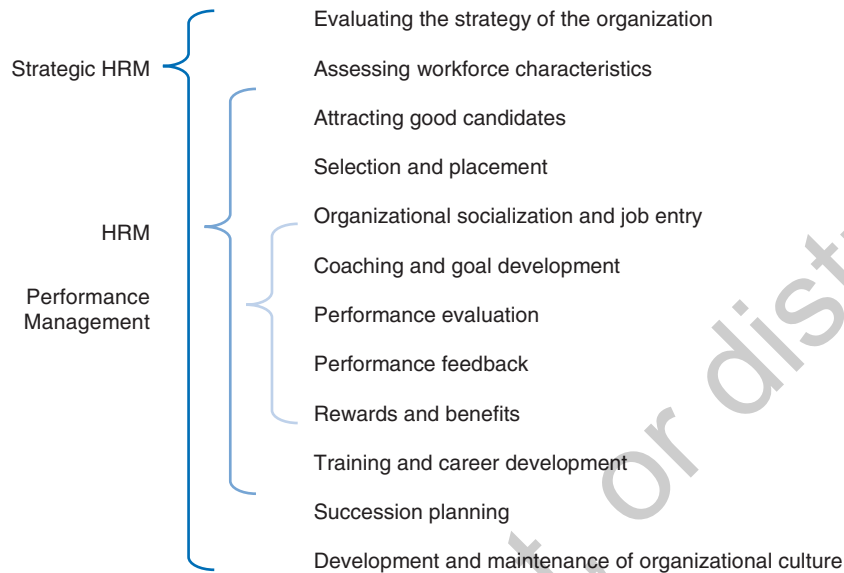 Evaluating the strategy of the organization
Strategic HRM
Assessing workforce characteristics
Attracting good candidates
Selection and placement
Organizational socialization and job entry
HRM
Coaching and goal development
Performance
Management
Performance evaluation
Performance feedback
Rewards and benefits
Training and career development
Succession planning
Development and maintenance of organizational culture
t, or dist